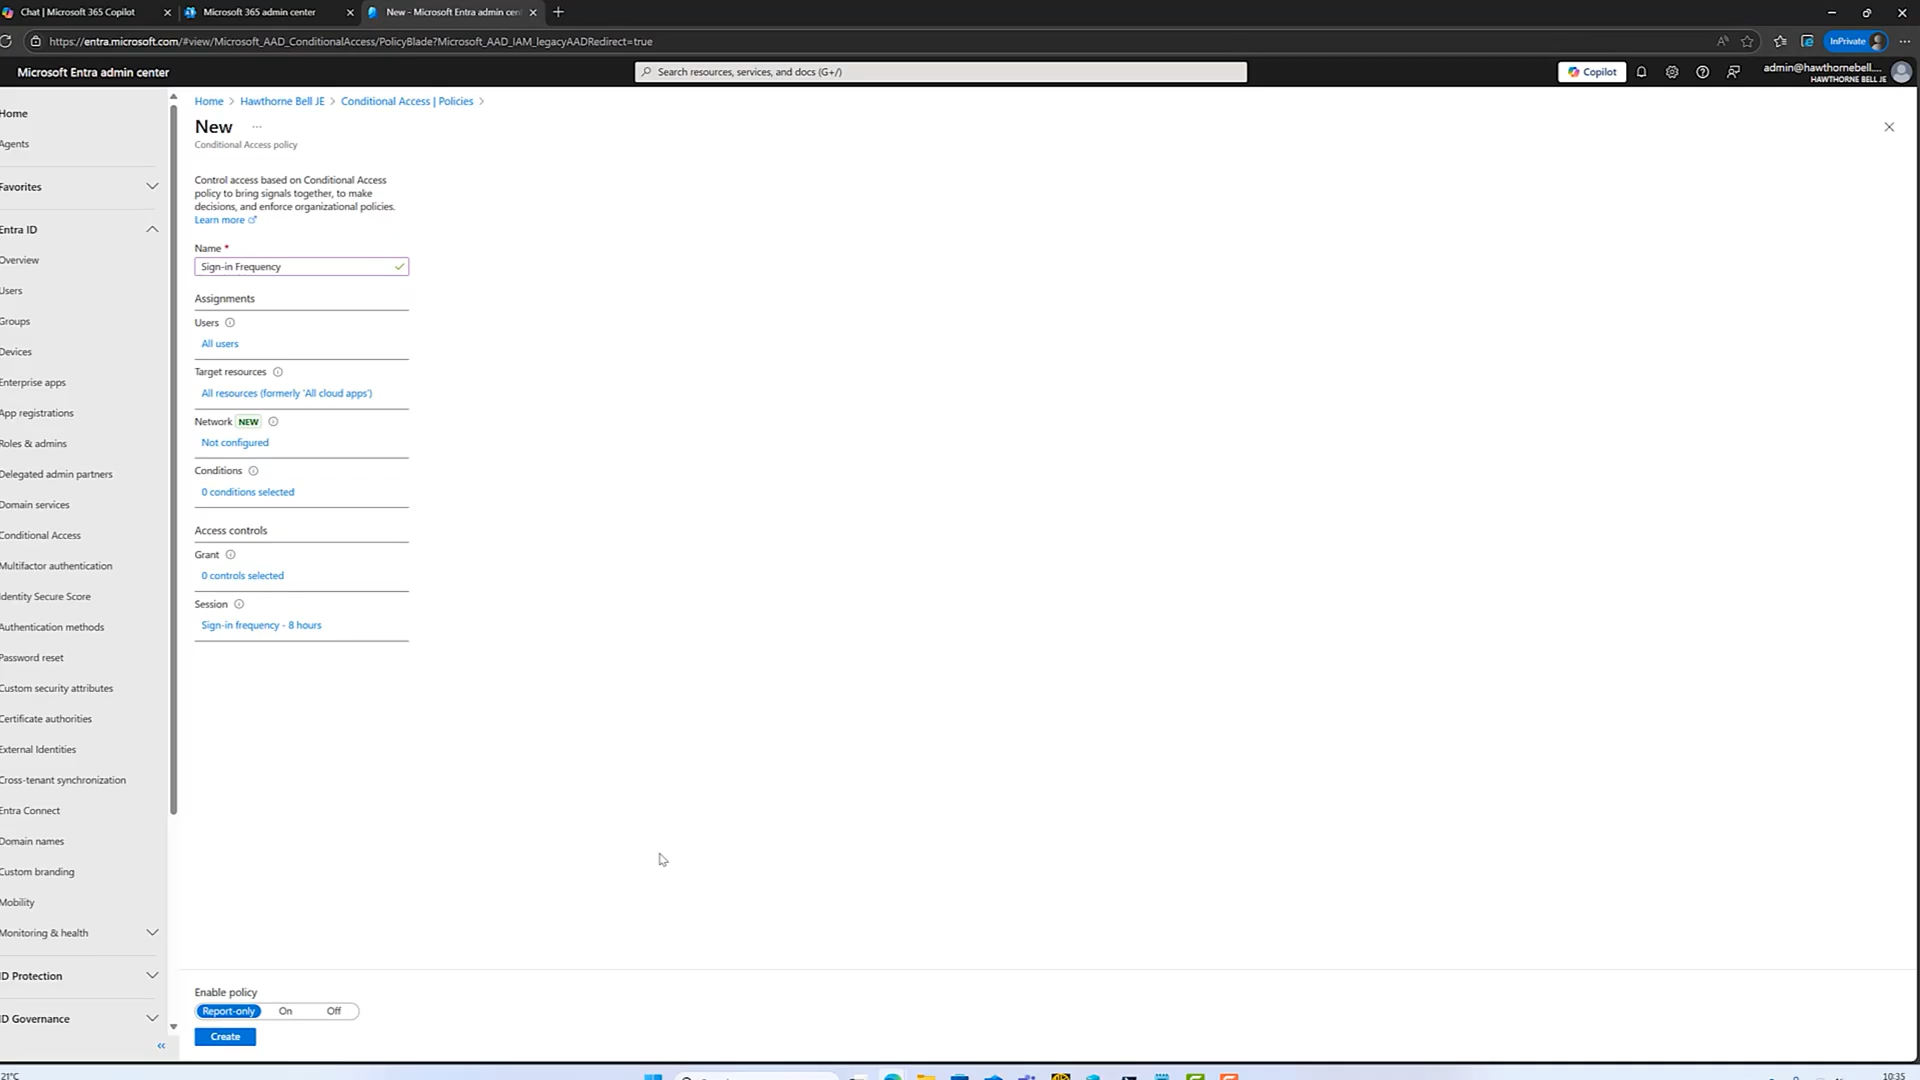 Chat | Microsoft 365 Copilot
Microsoft 365 admin center
New - Microsoft Entra admin cen
https://entra.microsoft.com/#view/Microsoft_AAD_ConditionalAccess/PolicyBlade?Microsoft_AAD_IAM_legacyAADRedirect=true
InPrivate
Microsoft Entra admin center
Search resources, services, and docs (G+/)
Copilot
admin@hawthornebell....
HAWTHORNE BELL JE
Home
Agents
Favorites
Entra ID
Overview
Users
Groups
Devices
Enterprise apps
App registrations
Roles & admins
Delegated admin partners
Domain services
Conditional Access
Multifactor authentication
Identity Secure Score
Authentication methods
Password reset
Custom security attributes
Certificate authorities
External Identities
Cross-tenant synchronization
Entra Connect
Domain names
Custom branding
Mobility
Monitoring & health
ID Protection
ID Governance
Home > Hawthorne Bell JE > Conditional Access | Policies >
New ...
Conditional Access policy
Control access based on Conditional Access
policy to bring signals together, to make
decisions, and enforce organizational policies.
Learn more
Name *
Sign-in Frequency
Assignments
Users
All users
Target resources
All resources (formerly 'All cloud apps')
Network NEW
Not configured
Conditions
0 conditions selected
Access controls
Grant
0 controls selected
Session
Sign-in frequency - 8 hours
Enable policy
Report-only On Off
Create
21°C
10:35